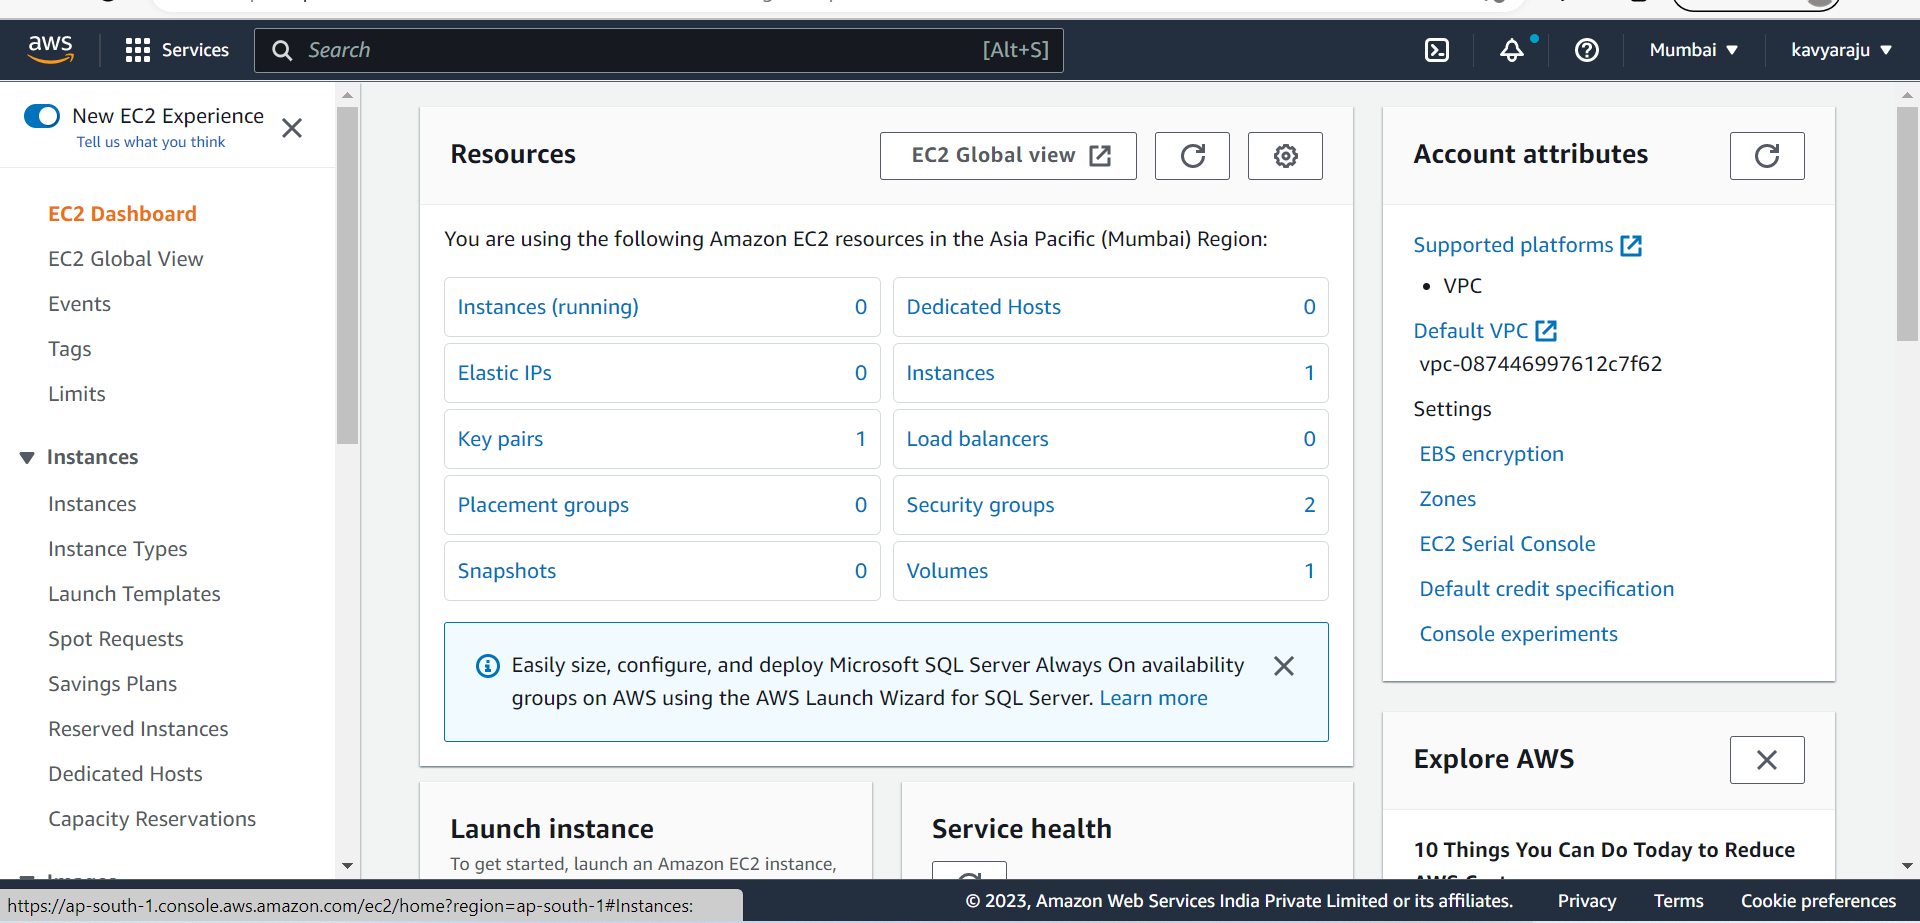 aws
Services
Search
[Alt+S]
Mumbai
kavyaraju
New EC2 Experience
Tell us what you think
EC2 Dashboard
EC2 Global View
Events
Tags
Limits
Instances
Instances
Instance Types
Launch Templates
Spot Requests
Savings Plans
Reserved Instances
Dedicated Hosts
Capacity Reservations
Resources
EC2 Global view
You are using the following Amazon EC2 resources in the Asia Pacific (Mumbai) Region:
Instances (running) 0
Dedicated Hosts 0
Elastic IPs 0
Instances 1
Key pairs 1
Load balancers 0
Placement groups 0
Security groups 2
Snapshots 0
Volumes 1
Easily size, configure, and deploy Microsoft SQL Server Always On availability
groups on AWS using the AWS Launch Wizard for SQL Server. Learn more
Launch instance
To get started, launch an Amazon EC2 instance,
Service health
Account attributes
Supported platforms
• VPC
Default VPC
vpc-087446997612c7f62
Settings
EBS encryption
Zones
EC2 Serial Console
Default credit specification
Console experiments
Explore AWS
10 Things You Can Do Today to Reduce
https://ap-south-1.console.aws.amazon.com/ec2/home?region=ap-south-1#Instances:
© 2023, Amazon Web Services India Private Limited or its affiliates.
Privacy
Terms
Cookie preferences